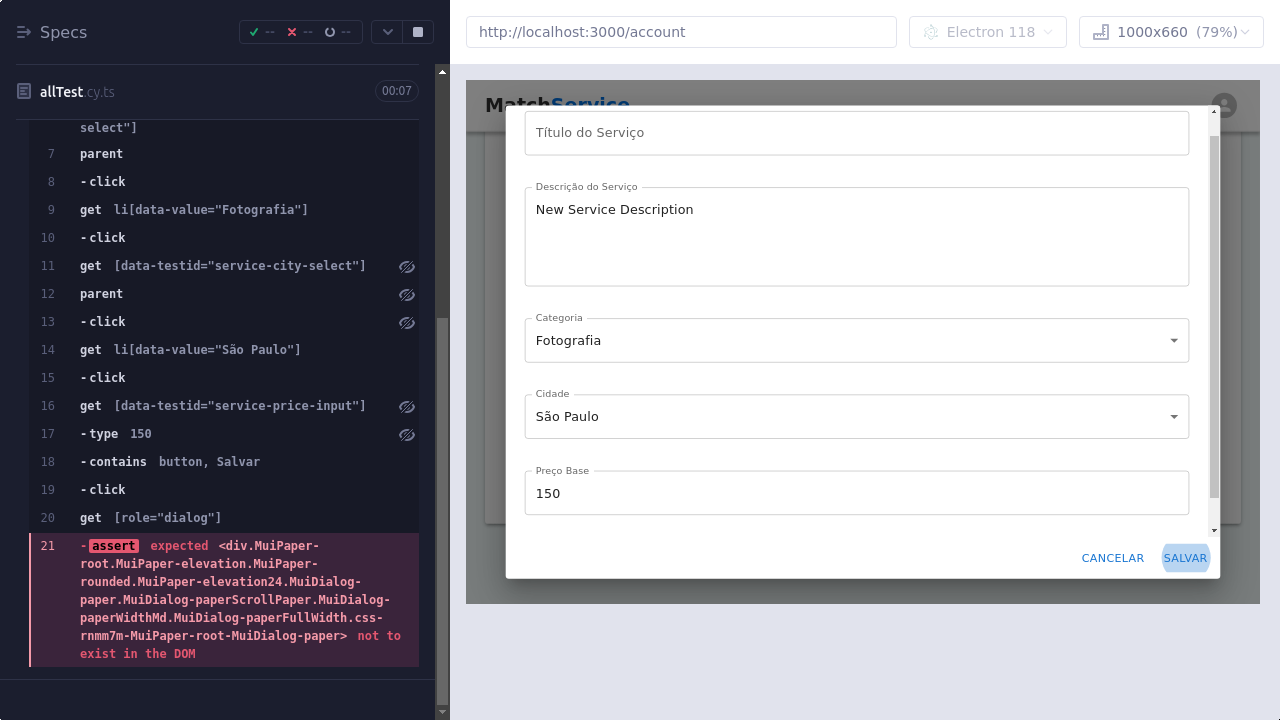 Specs
-- -- --
http://localhost:3000/account
Electron 118
1000x660 (79%)
allTest.cy.ts
00:07
select"]
7 parent
8 -click
9 get li[data-value="Fotografia"]
10 -click
11 get [data-testid="service-city-select"]
12 parent
13 -click
14 get li[data-value="São Paulo"]
15 -click
16 get [data-testid="service-price-input"]
17 -type 150
18 -contains button, Salvar
19 -click
20 get [role="dialog"]
21 -assert expected <div.MuiPaper-
root.MuiPaper-elevation.MuiPaper-
rounded.MuiPaper-elevation24.MuiDialog-
paper.MuiDialog-paperScrollPaper.MuiDialog-
paperWidthMd.MuiDialog-paperFullWidth.css-
rnmm7m-MuiPaper-root-MuiDialog-paper> not to
exist in the DOM
MatchService
Título do Serviço
Descrição do Serviço
New Service Description
Categoria
Fotografia
Cidade
São Paulo
Preço Base
150
CANCELAR SALVAR